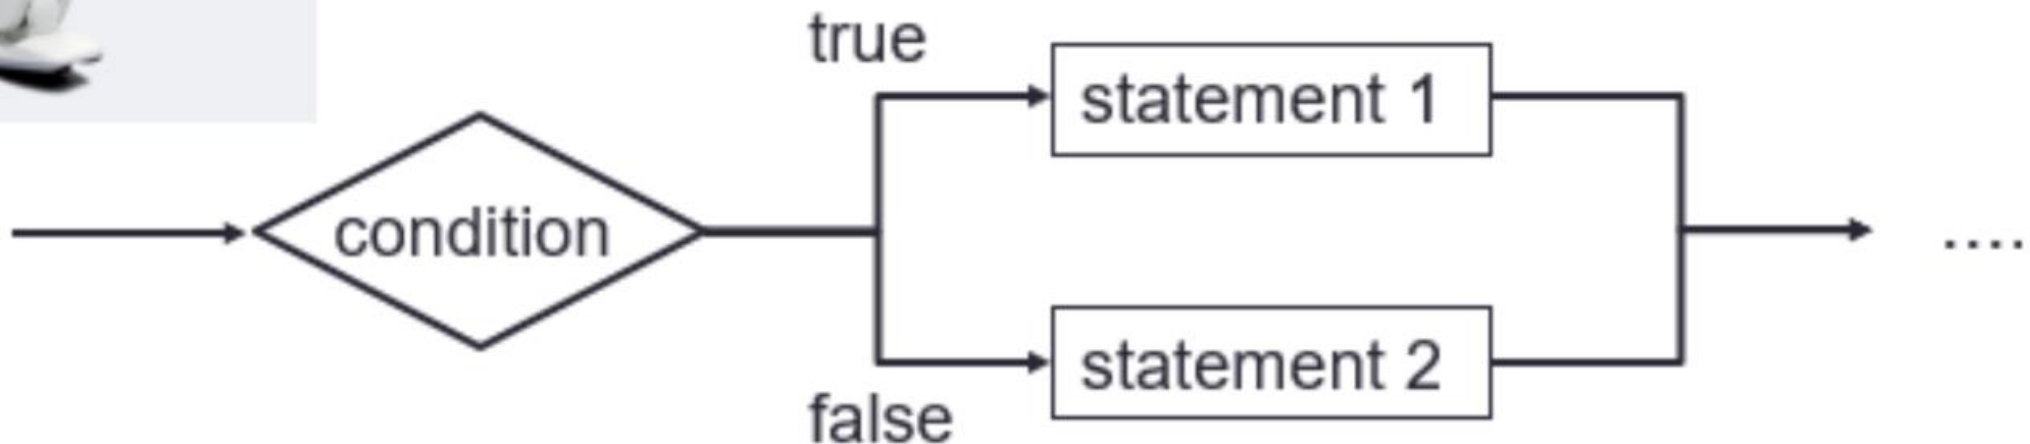 true
statement 1
condition
....
statement 2
false